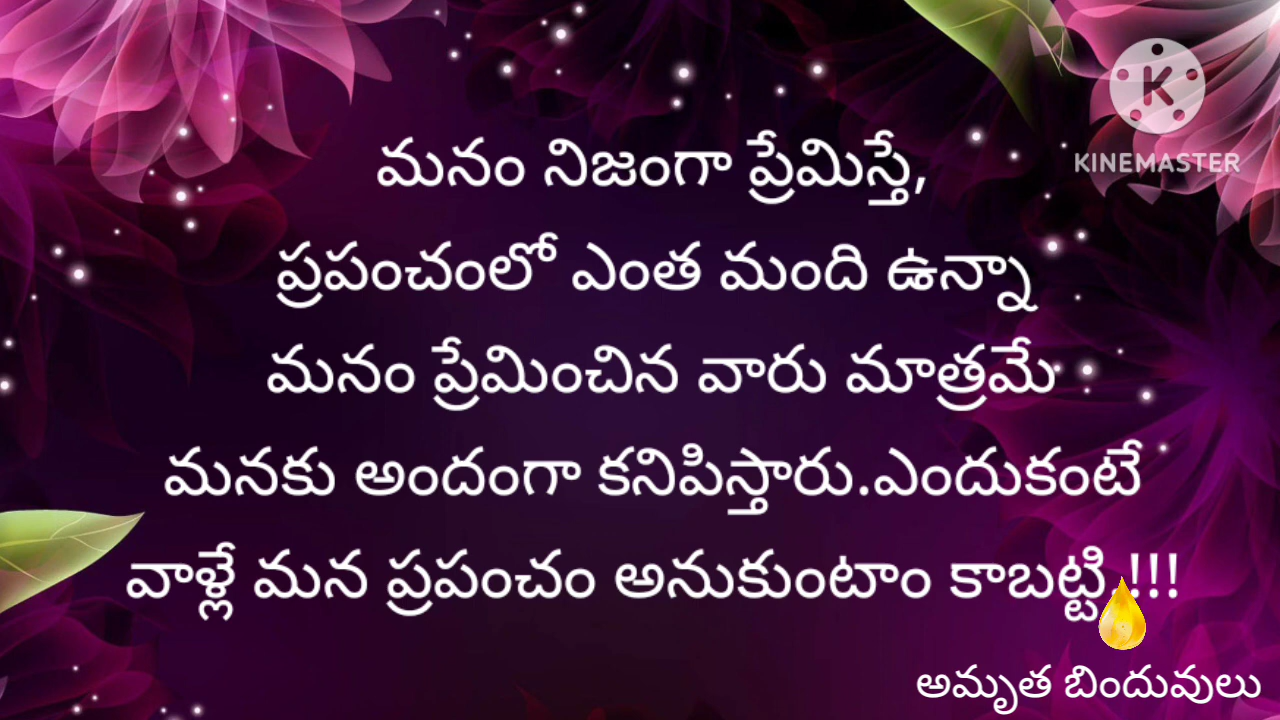 KINEMASTER
మనం నిజంగా ప్రేమిస్తే,
ప్రపంచంలో ఎంత మంది ఉన్నా
మనం ప్రేమించిన వారు మాత్రమే
మనకు అందంగా కనిపిస్తారు.ఎందుకంటే
వాళ్లే మన ప్రపంచం అనుకుంటాం కాబట్టి.!!!
అమృత బిందువులు